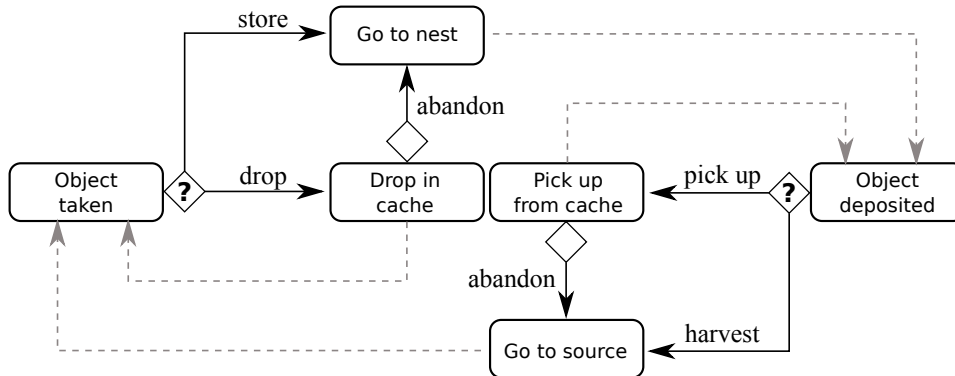 store
Go to nest
abandon
Object
taken
?
drop
Drop in
cache
Pick up
from cache
pick up
?
Object
deposited
abandon
harvest
Go to source